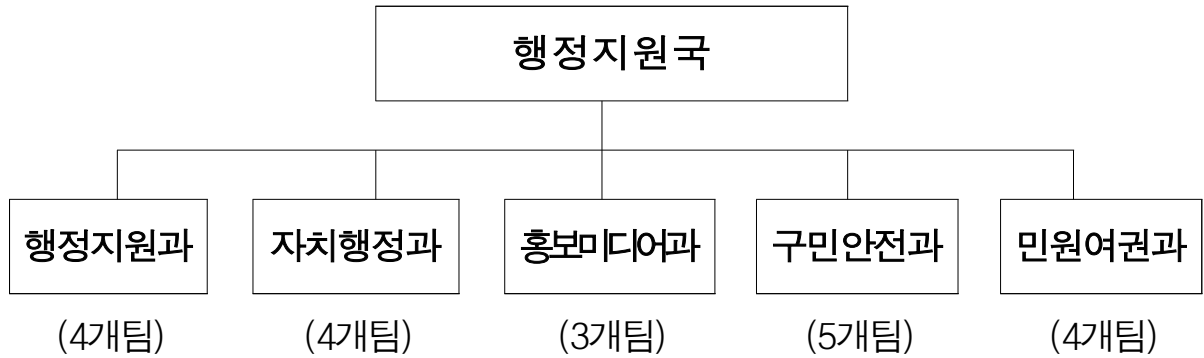 행정지원국
행정지원과 자치행정과 홍보미디어과 구민안전과 민원여권과
(4개팀) (4개팀) (3개팀) (5개팀) (4개팀)